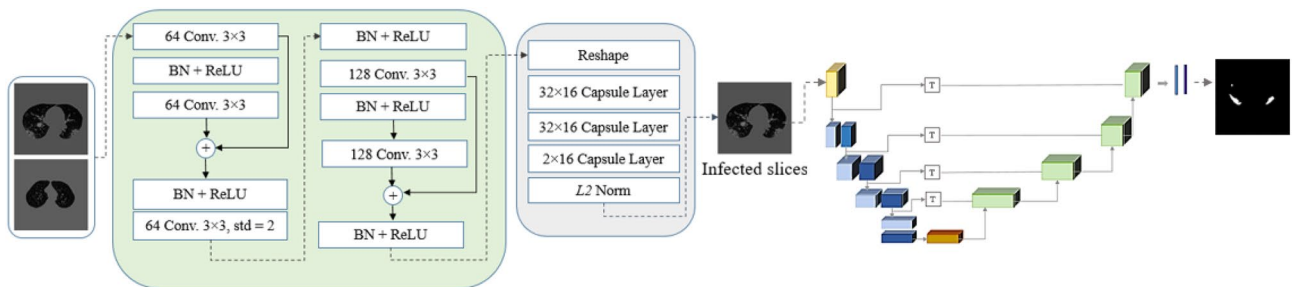 64 Conv. 3×3
BN + ReLU
64 Conv. 3×3
+
BN + ReLU
64 Conv. 3×3, std = 2
BN + ReLU
128 Conv. 3×3
BN + ReLU
128 Conv. 3×3
+
BN + ReLU
Reshape
32×16 Capsule Layer
32×16 Capsule Layer
2×16 Capsule Layer
L2 Norm
Infected slices
T
T
T
T